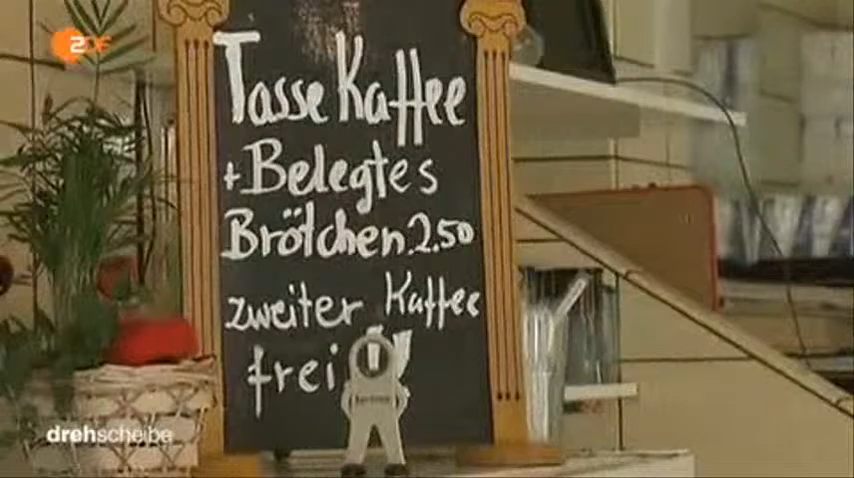 ZDF
Tasse Kaffee
+ Belegtes
Brötchen.2.50
zweiter Kaffee
frei
drehscheibe